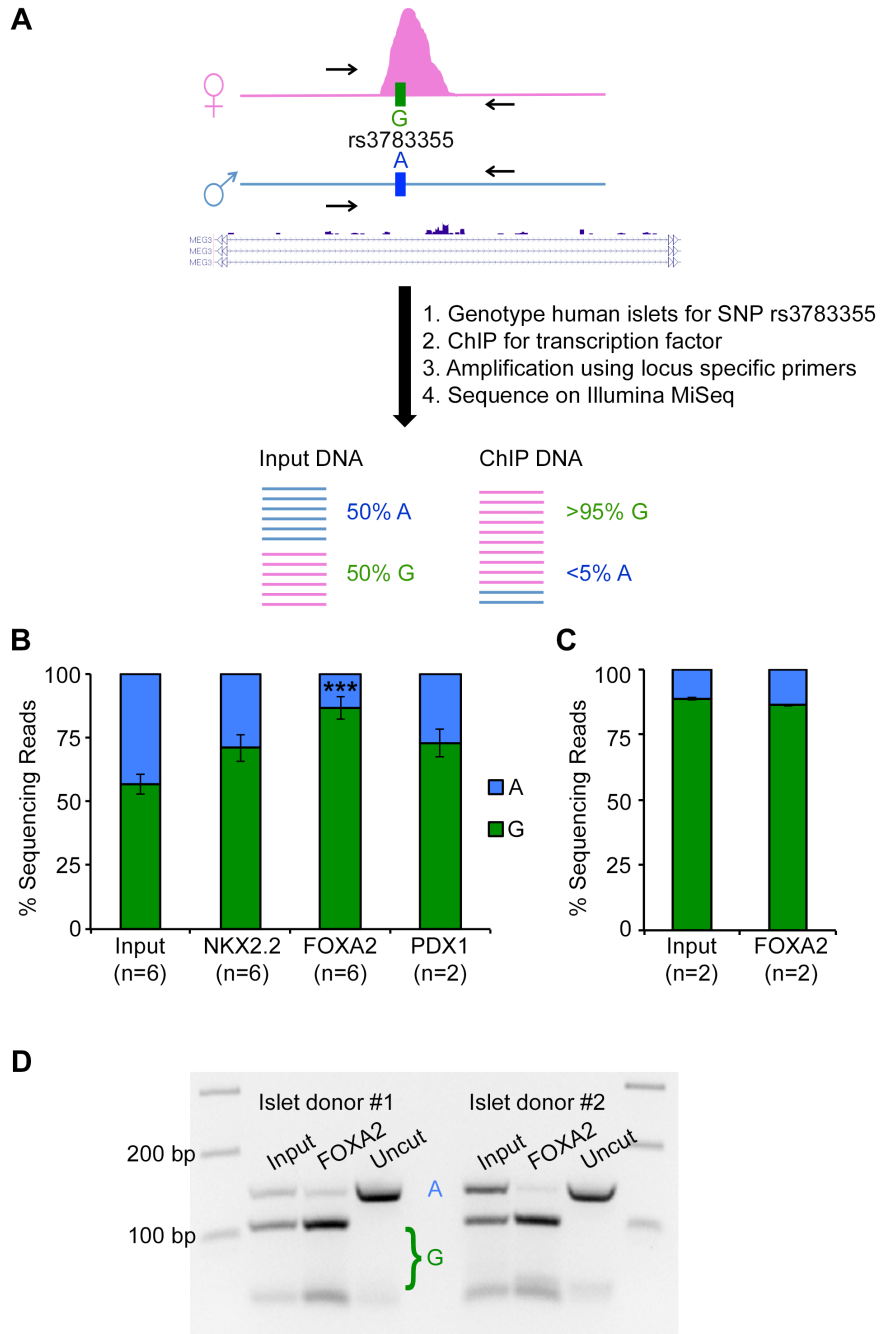 A
G
rs3783355
A
MEG3
MEG3
MEG3
1. Genotype human islets for SNP rs3783355
2. ChIP for transcription factor
3. Amplification using locus specific primers
4. Sequence on Illumina MiSeq
Input DNA
ChIP DNA
50% A
>95% G
50% G
<5% A
B
% Sequencing Reads
100
75
50
25
0
***
Input
(n=6)
NKX2.2
(n=6)
FOXA2
(n=6)
PDX1
(n=2)
A
G
C
% Sequencing Reads
100
75
50
25
0
Input
(n=2)
FOXA2
(n=2)
D
Islet donor #1
Islet donor #2
Input
FOXA2
Uncut
Input
FOXA2
Uncut
200 bp
A
100 bp
} G